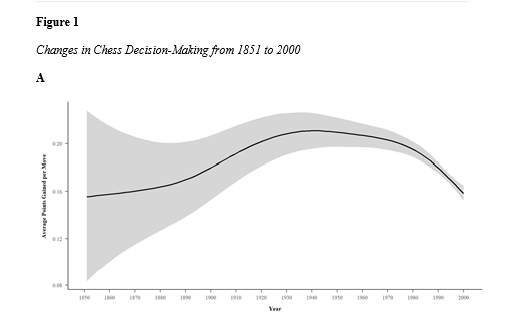 Figure 1
Changes in Chess Decision-Making from 1851 to 2000
A
Average Points Gained per Move
0.20
0.16
0.12
0.08
1850 1860 1870 1880 1890 1900 1910 1920 1930 1940 1950 1960 1970 1980 1990 2000
Year